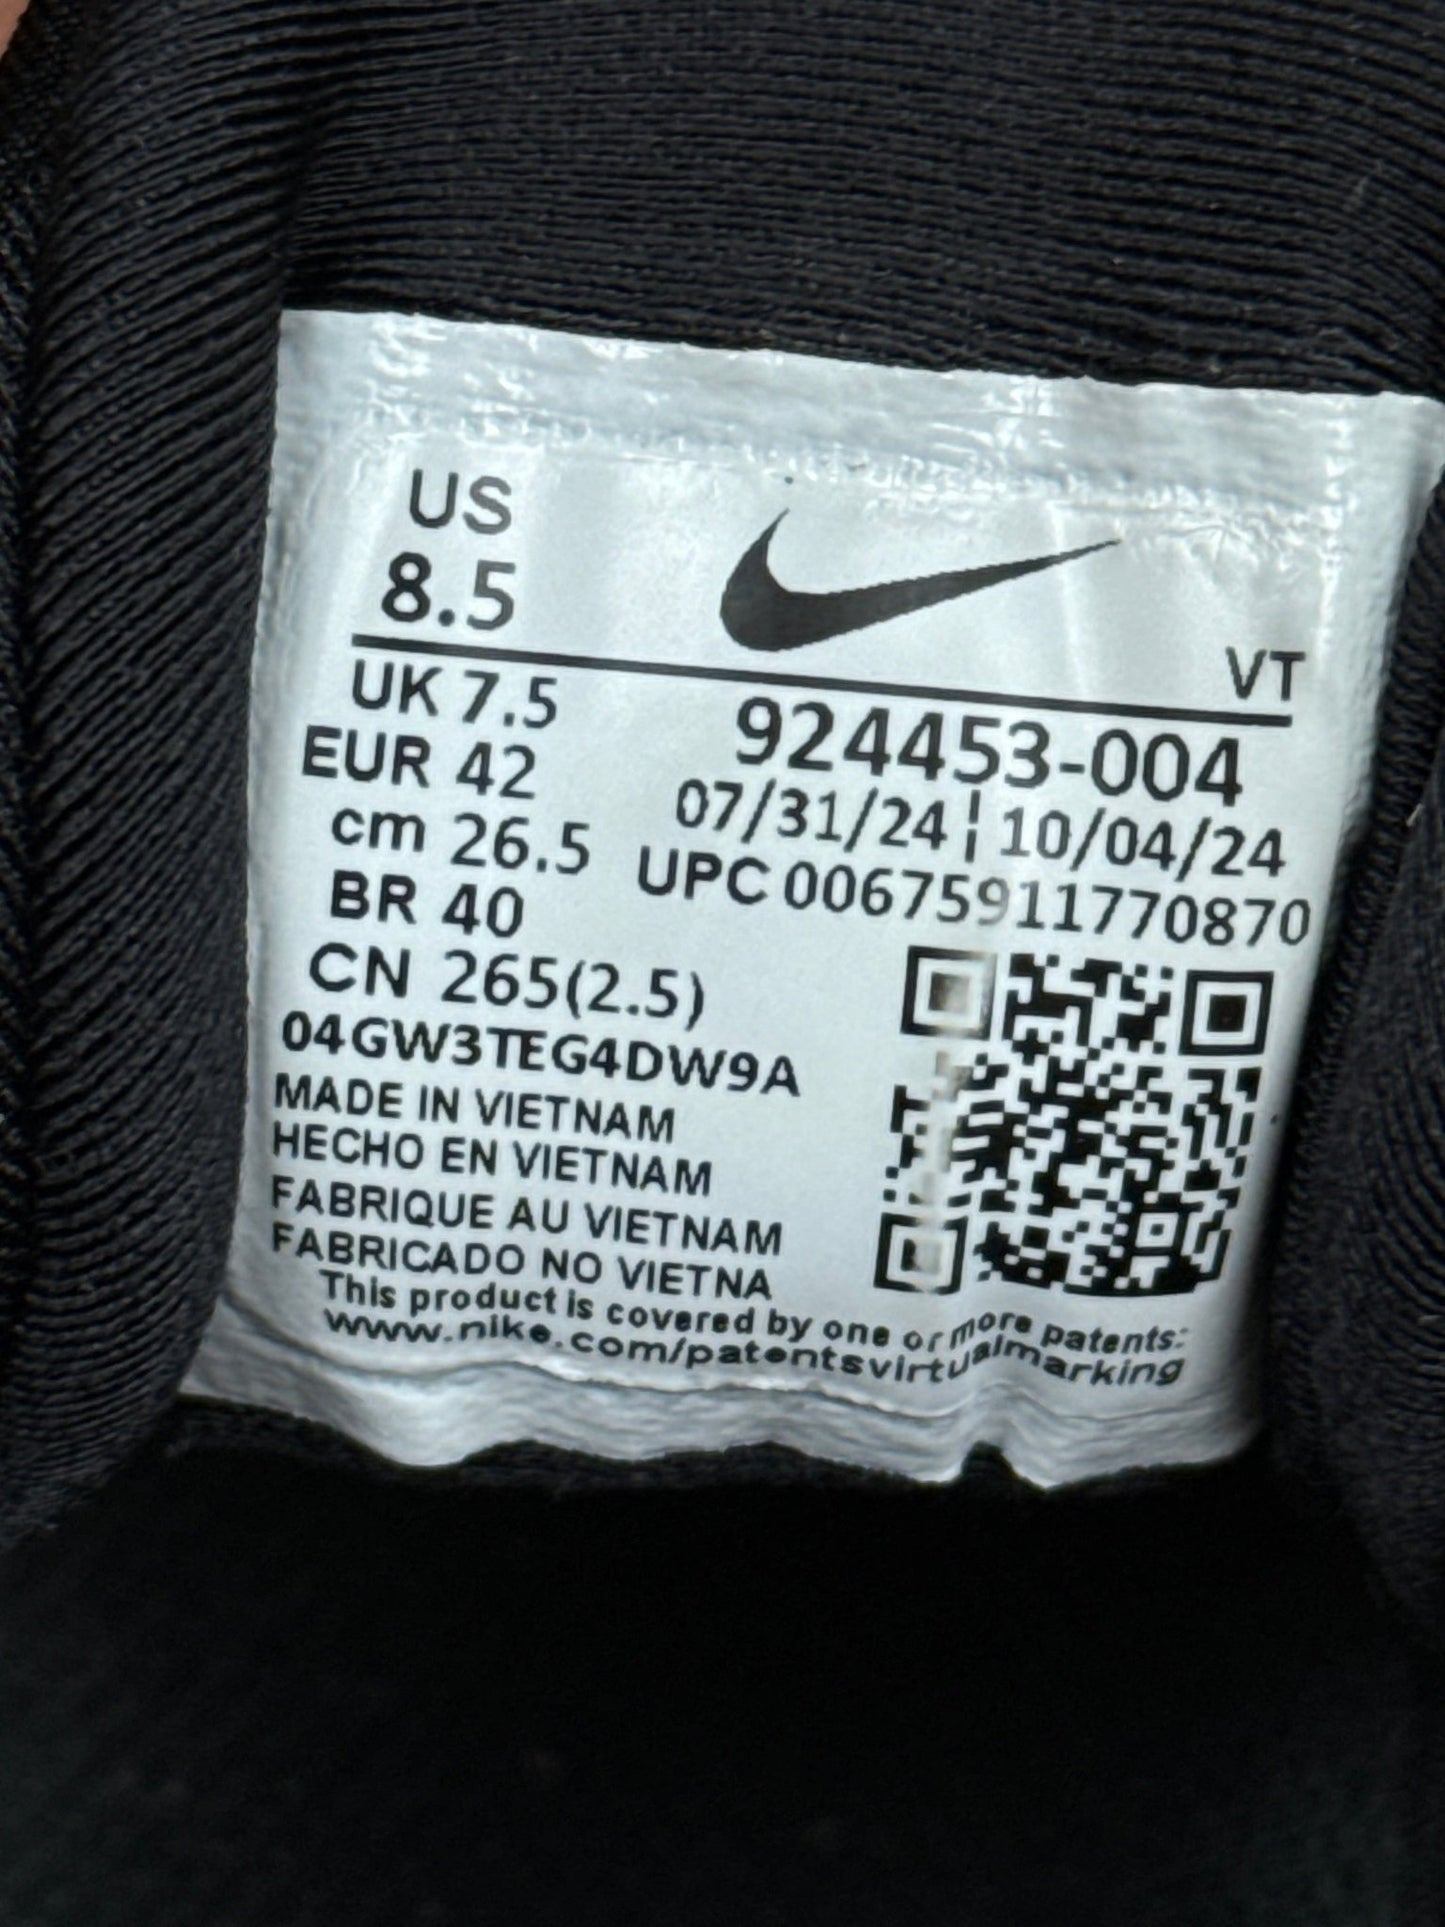 US
8.5
VT
UK 7.5
924453-004
EUR 42
07/31/24 ¦ 10/04/24
cm 26.5
UPC 00675911770870
BR 40
CN 265(2.5)
04GW3TEG4DW9A
MADE IN VIETNAM
HECHO EN VIETNAM
FABRIQUE AU VIETNAM
FABRICADO NO VIETNA
This product is covered by one or more patents:
www.nike.com/patentsvirtualmarking